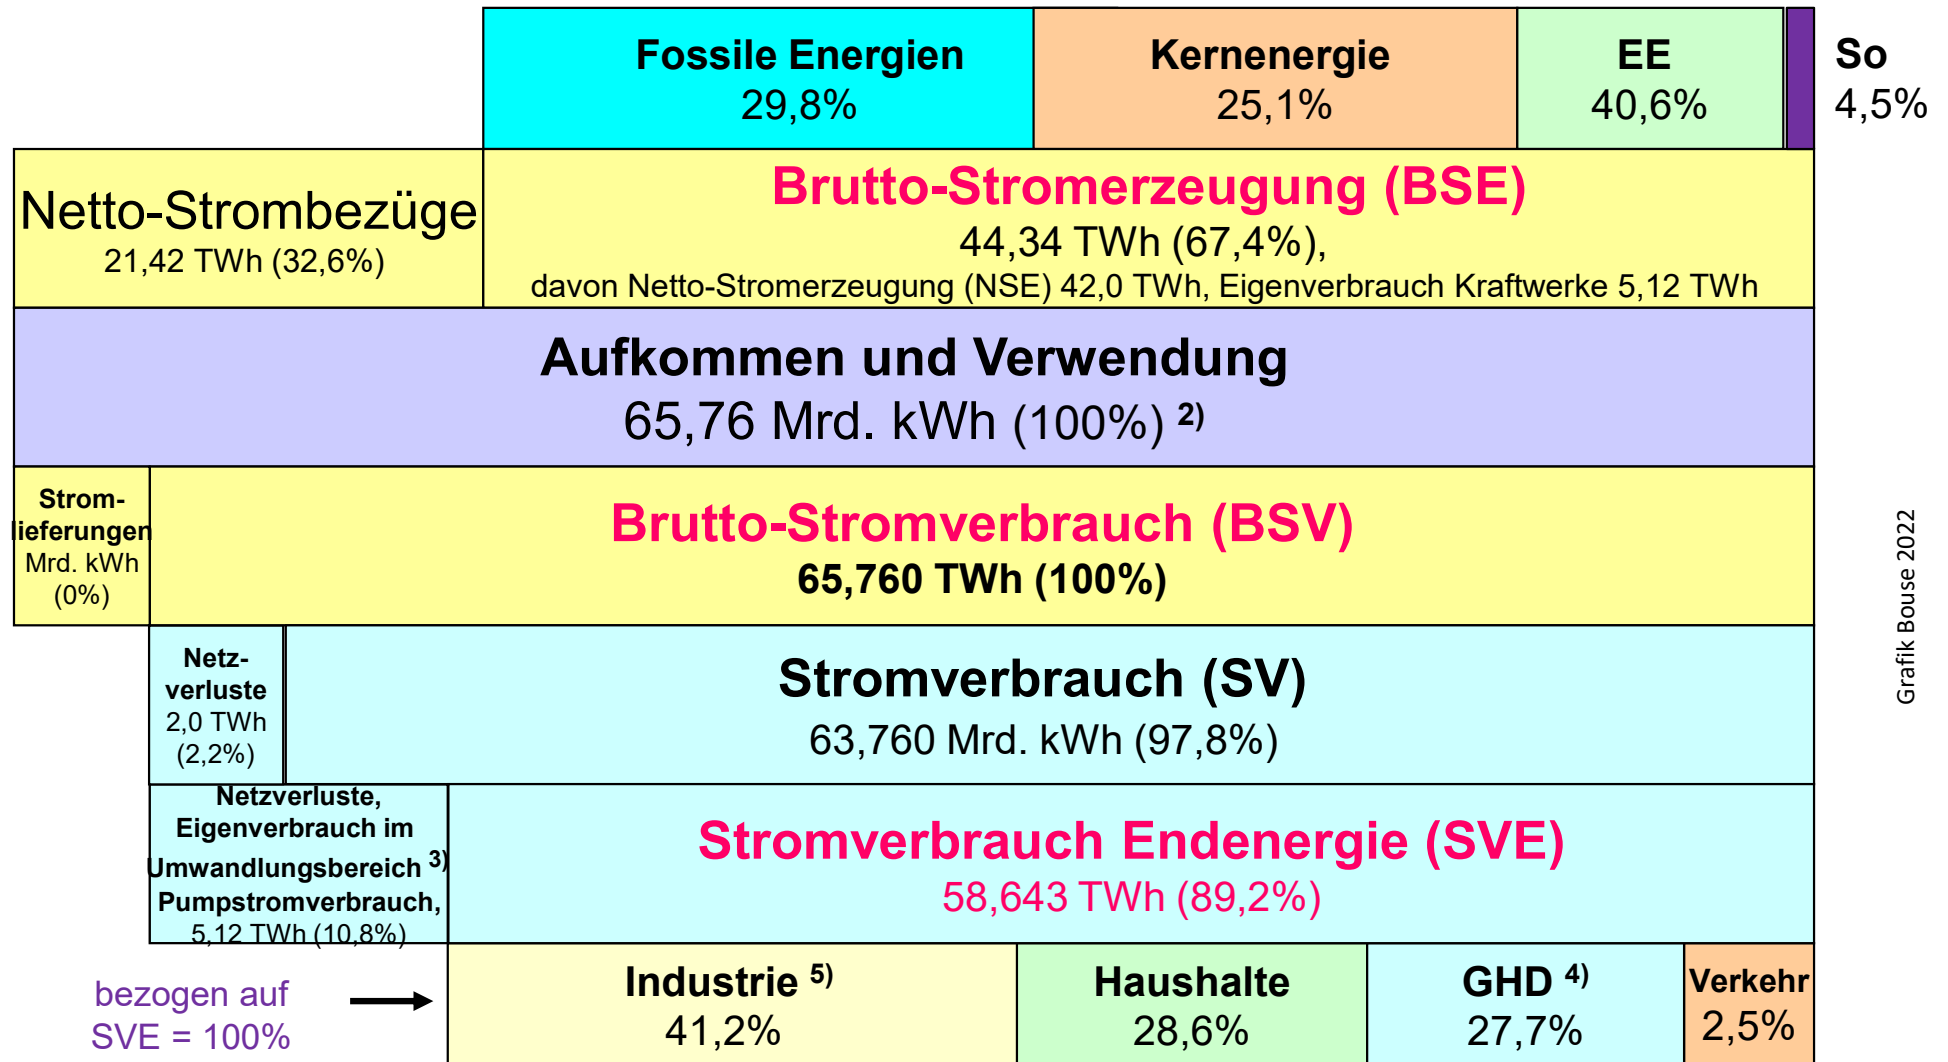 Fossile Energien
29,8%
Kernenergie
25,1%
EE
40,6%
So
4,5%
Netto-Strombezüge
21,42 TWh (32,6%)
Brutto-Stromerzeugung (BSE)
44,34 TWh (67,4%),
davon Netto-Stromerzeugung (NSE) 42,0 TWh, Eigenverbrauch Kraftwerke 5,12 TWh
Aufkommen und Verwendung
65,76 Mrd. kWh (100%) 2)
Strom-
lieferungen
Mrd. kWh
(0%)
Brutto-Stromverbrauch (BSV)
65,760 TWh (100%)
Netz-
verluste
2,0 TWh
(2,2%)
Stromverbrauch (SV)
63,760 Mrd. kWh (97,8%)
Netzverluste,
Eigenverbrauch im
Umwandlungsbereich 3)
Pumpstromverbrauch,
5,12 TWh (10,8%)
Stromverbrauch Endenergie (SVE)
58,643 TWh (89,2%)
bezogen auf
SVE = 100%
Industrie 5)
41,2%
Haushalte
28,6%
GHD 4)
27,7%
Verkehr
2,5%
Grafik Bouse 2022